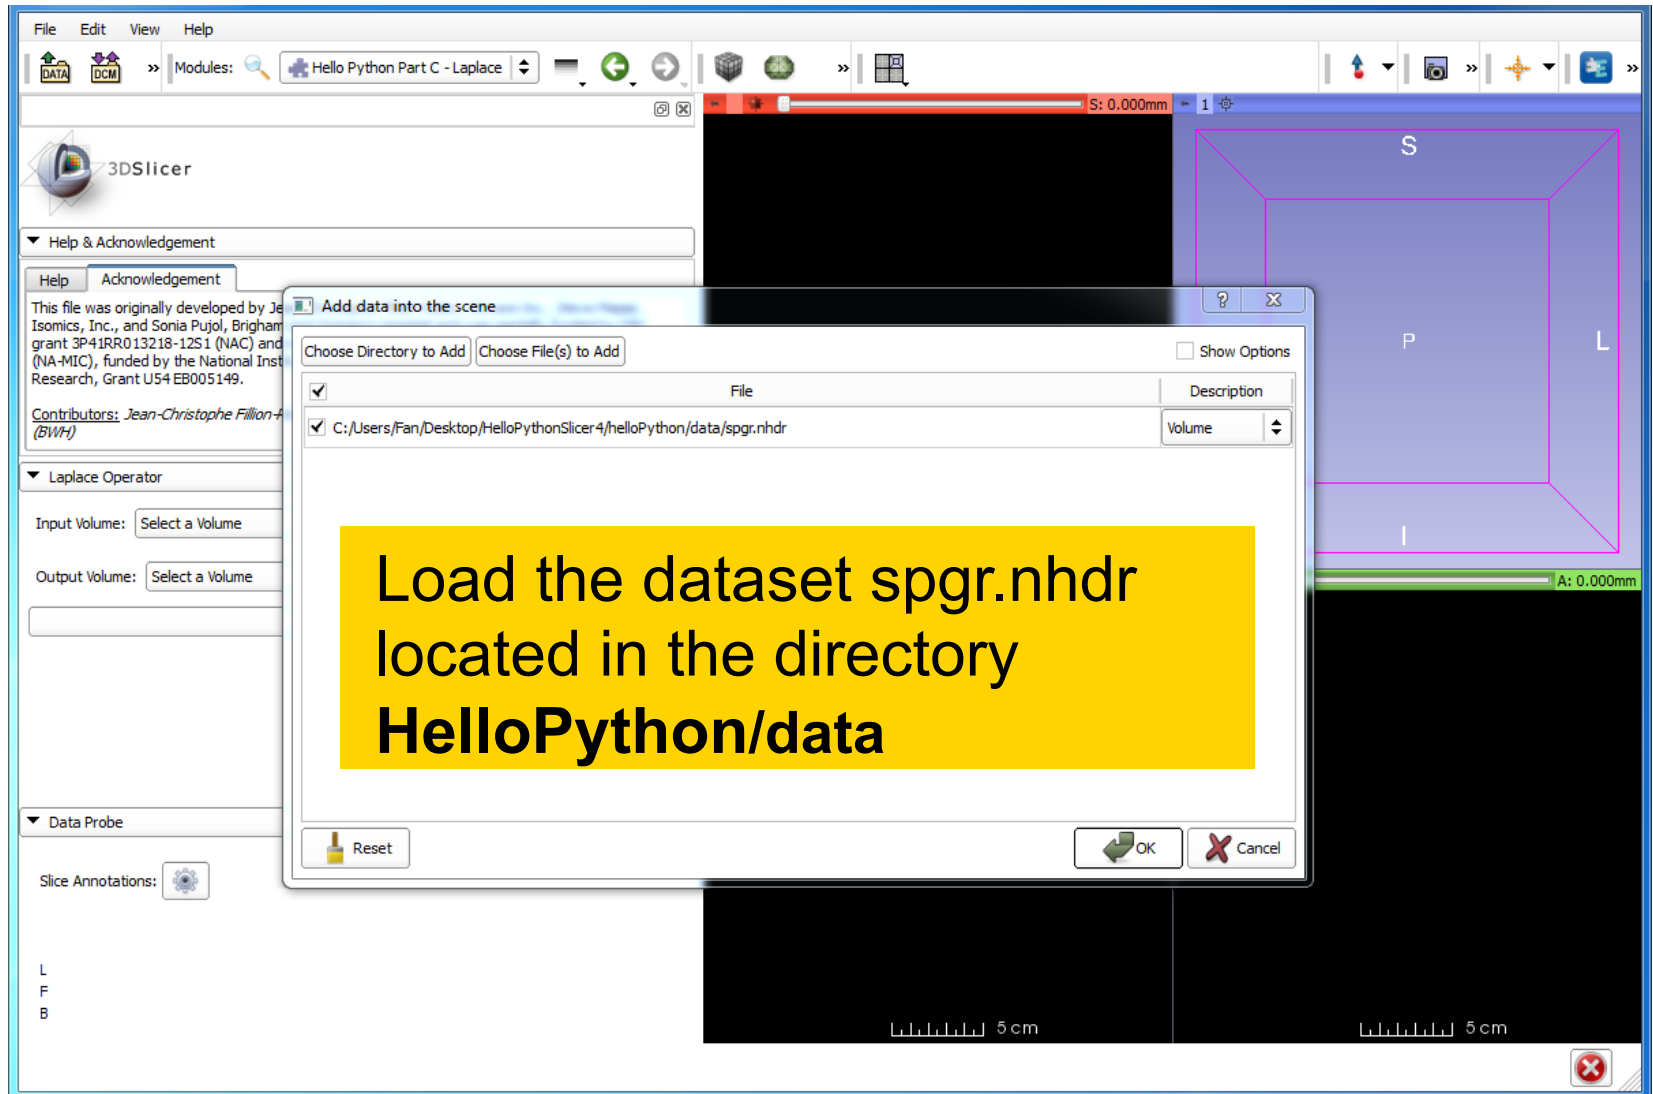 File Edit View Help
DATA DCM » Modules: Hello Python Part C - Laplace » »  »
S: 0.000mm 1
3DSlicer
S
Help & Acknowledgement
Help Acknowledgement
This file was originally developed by Je
Isomics, Inc., and Sonia Pujol, Brigham
grant 3P41RR013218-12S1 (NAC) and
(NA-MIC), funded by the National Inst
Research, Grant U54 EB005149.
Contributors: Jean-Christophe Fillion-
(BWH)
Add data into the scene ?
Choose Directory to Add Choose File(s) to Add Show Options
File Description
C:/Users/Fan/Desktop/HelloPythonSlicer4/helloPython/data/spgr.nhdr Volume
P L
I
Laplace Operator
Input Volume: Select a Volume
Output Volume: Select a Volume
A: 0.000mm
Load the dataset spgr.nhdr
located in the directory
HelloPython/data
Reset OK Cancel
Data Probe
Slice Annotations:
L
F
B
5 cm 5 cm